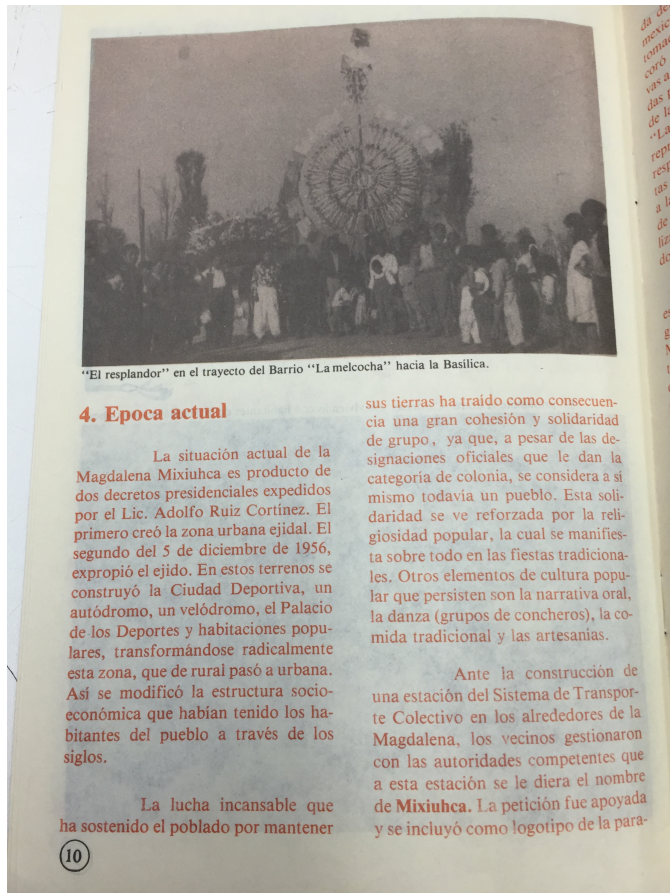 "El resplandor" en el trayecto del Barrio "La melcocha" hacia la Basílica.
4. Epoca actual
La situación actual de la
Magdalena Mixiuhca es producto de
dos decretos presidenciales expedidos
por el Lic. Adolfo Ruiz Cortínez. El
primero creó la zona urbana ejidal. El
segundo del 5 de diciembre de 1956,
expropió el ejido. En estos terrenos se
construyó la Ciudad Deportiva, un
autódromo, un velódromo, el Palacio
de los Deportes y habitaciones popu-
lares, transformándose radicalmente
esta zona, que de rural pasó a urbana.
Así se modificó la estructura socio-
económica que habían tenido los ha-
bitantes del pueblo a través de los
siglos.
La lucha incansable que
ha sostenido el poblado por mantener
sus tierras ha traído como consecuen-
cia una gran cohesión y solidaridad
de grupo, ya que, a pesar de las de-
signaciones oficiales que le dan la
categoría de colonia, se considera a sí
mismo todavía un pueblo. Esta soli-
daridad se ve reforzada por la reli-
giosidad popular, la cual se manifies-
ta sobre todo en las fiestas tradiciona-
les. Otros elementos de cultura popu-
lar que persisten son la narrativa oral,
la danza (grupos de concheros), la co-
mida tradicional y las artesanías.
Ante la construcción de
una estación del Sistema de Transpor-
te Colectivo en los alrededores de la
Magdalena, los vecinos gestionaron
con las autoridades competentes que
a esta estación se le diera el nombre
de Mixiuhca. La petición fue apoyada
y se incluyó como logotipo de la para-
10